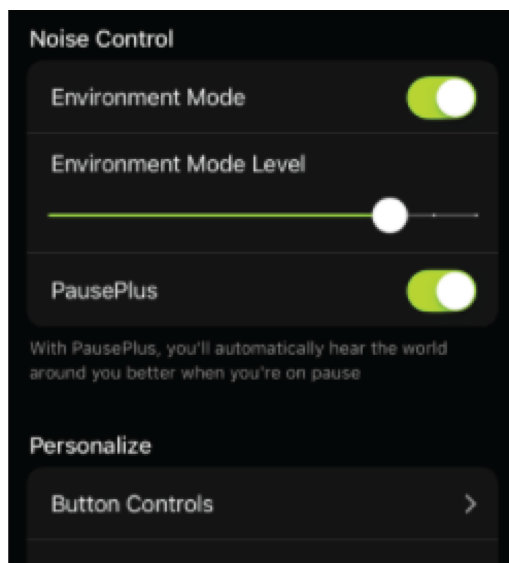 Noise Control
Environment Mode
Environment Mode Level
PausePlus
With PausePlus, you'll automatically hear the world
around you better when you're on pause
Personalize
Button Controls